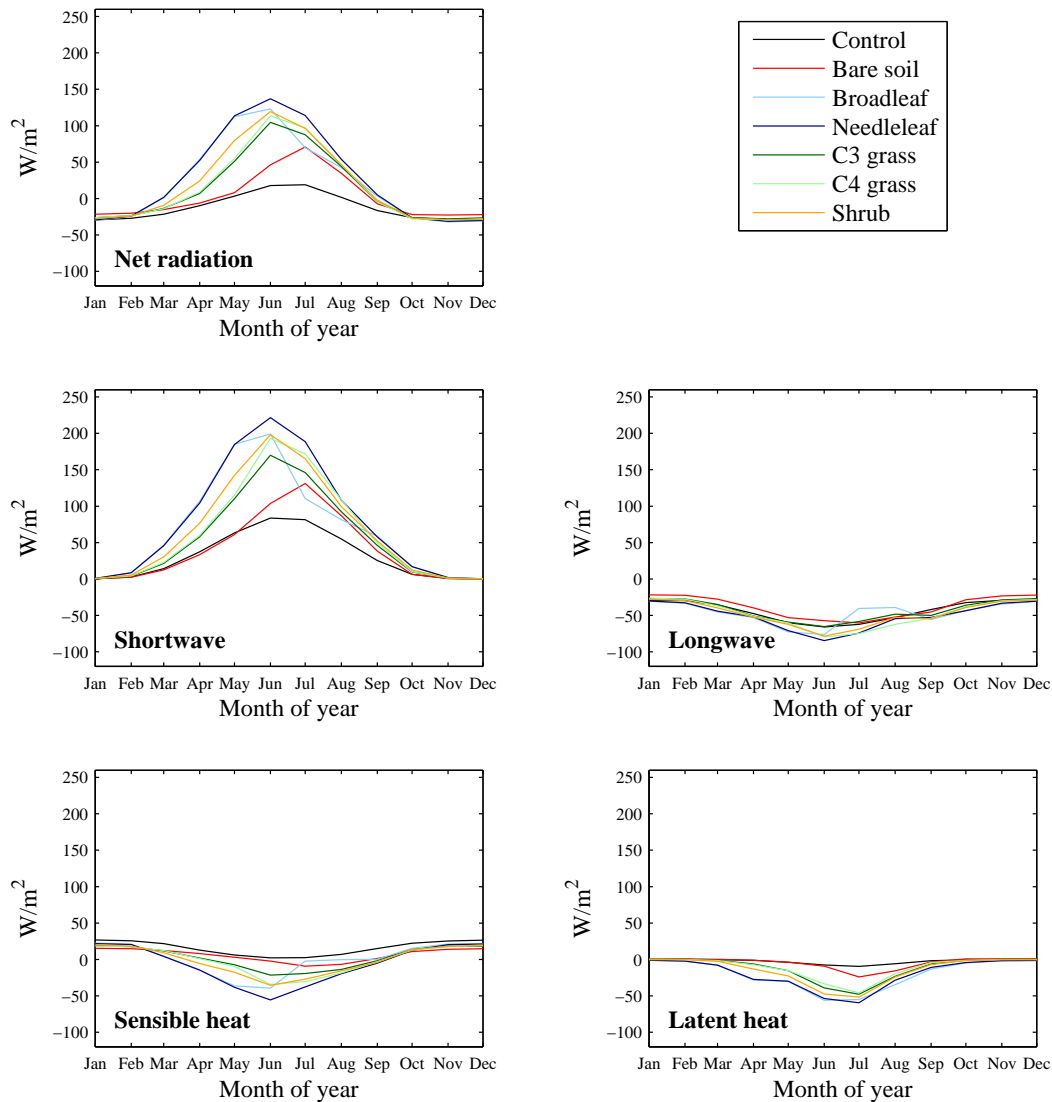 250
200
150
100
50
0
−50
−100
W/m2
Net radiation
Jan Feb Mar Apr May Jun Jul Aug Sep Oct Nov Dec
Month of year
Control
Bare soil
Broadleaf
Needleleaf
C3 grass
C4 grass
Shrub
250
200
150
100
50
0
−50
−100
W/m2
Shortwave
Jan Feb Mar Apr May Jun Jul Aug Sep Oct Nov Dec
Month of year
250
200
150
100
50
0
−50
−100
W/m2
Longwave
Jan Feb Mar Apr May Jun Jul Aug Sep Oct Nov Dec
Month of year
250
200
150
100
50
0
−50
−100
W/m2
Sensible heat
Jan Feb Mar Apr May Jun Jul Aug Sep Oct Nov Dec
Month of year
250
200
150
100
50
0
−50
−100
W/m2
Latent heat
Jan Feb Mar Apr May Jun Jul Aug Sep Oct Nov Dec
Month of year